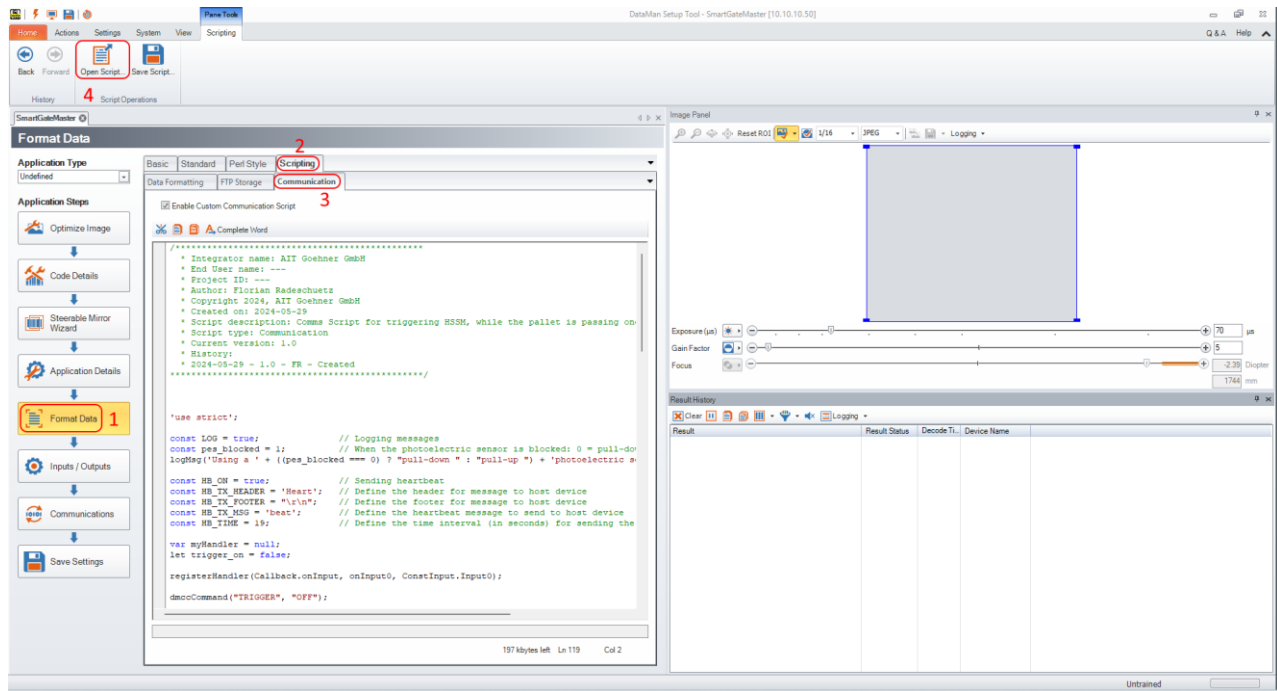 Pane Tools
DataMan Setup Tool - SmartGateMaster [10.10.10.50]
Home Actions Settings System View Scripting
Q & A Help
Back Forward Open Script... Save Script...
4
History Script Operations
SmartGateMaster
Format Data
Application Type
Undefined
Application Steps
Optimize Image
Code Details
Steerable Mirror
Wizard
Application Details
Format Data 1
Inputs / Outputs
Communications
Save Settings
2
Basic Standard Perl Style Scripting
Data Formatting FTP Storage Communication
3
Enable Custom Communication Script
Complete Word
/***********************************************
* Integrator name: AIT Goehner GmbH
* End User name: ---
* Project ID: ---
* Author: Florian Radeschuetz
* Copyright 2024, AIT Goehner GmbH
* Created on: 2024-05-29
* Script description: Comms Script for triggering HSSM, while the pallet is passing on
* Script type: Communication
* Current version: 1.0
* History:
* 2024-05-29 - 1.0 - FR - Created
************************************************/
'use strict';
const LOG = true; // Logging messages
const pes_blocked = 1; // When the photoelectric sensor is blocked: 0 = pull-do
logMsg('Using a ' + ((pes_blocked === 0) ? "pull-down " : "pull-up ") + 'photoelectric s
const HB_ON = true; // Sending heartbeat
const HB_TX_HEADER = 'Heart'; // Define the header for message to host device
const HB_TX_FOOTER = "\r\n"; // Define the footer for message to host device
const HB_TX_MSG = 'beat'; // Define the heartbeat message to send to host device
const HB_TIME = 19; // Define the time interval (in seconds) for sending the
var myHandler = null;
let trigger_on = false;
registerHandler(Callback.onInput, onInput0, ConstInput.Input0);
dmccCommand("TRIGGER", "OFF");
197 kbytes left Ln 119 Col 2
Image Panel
Reset ROI 1/16 JPEG Logging
Exposure (µs) 70 µs
Gain Factor 5
Focus -2.39 Diopter
1744 mm
Result History
Clear Logging
Result Result Status Decode Ti... Device Name
Untrained